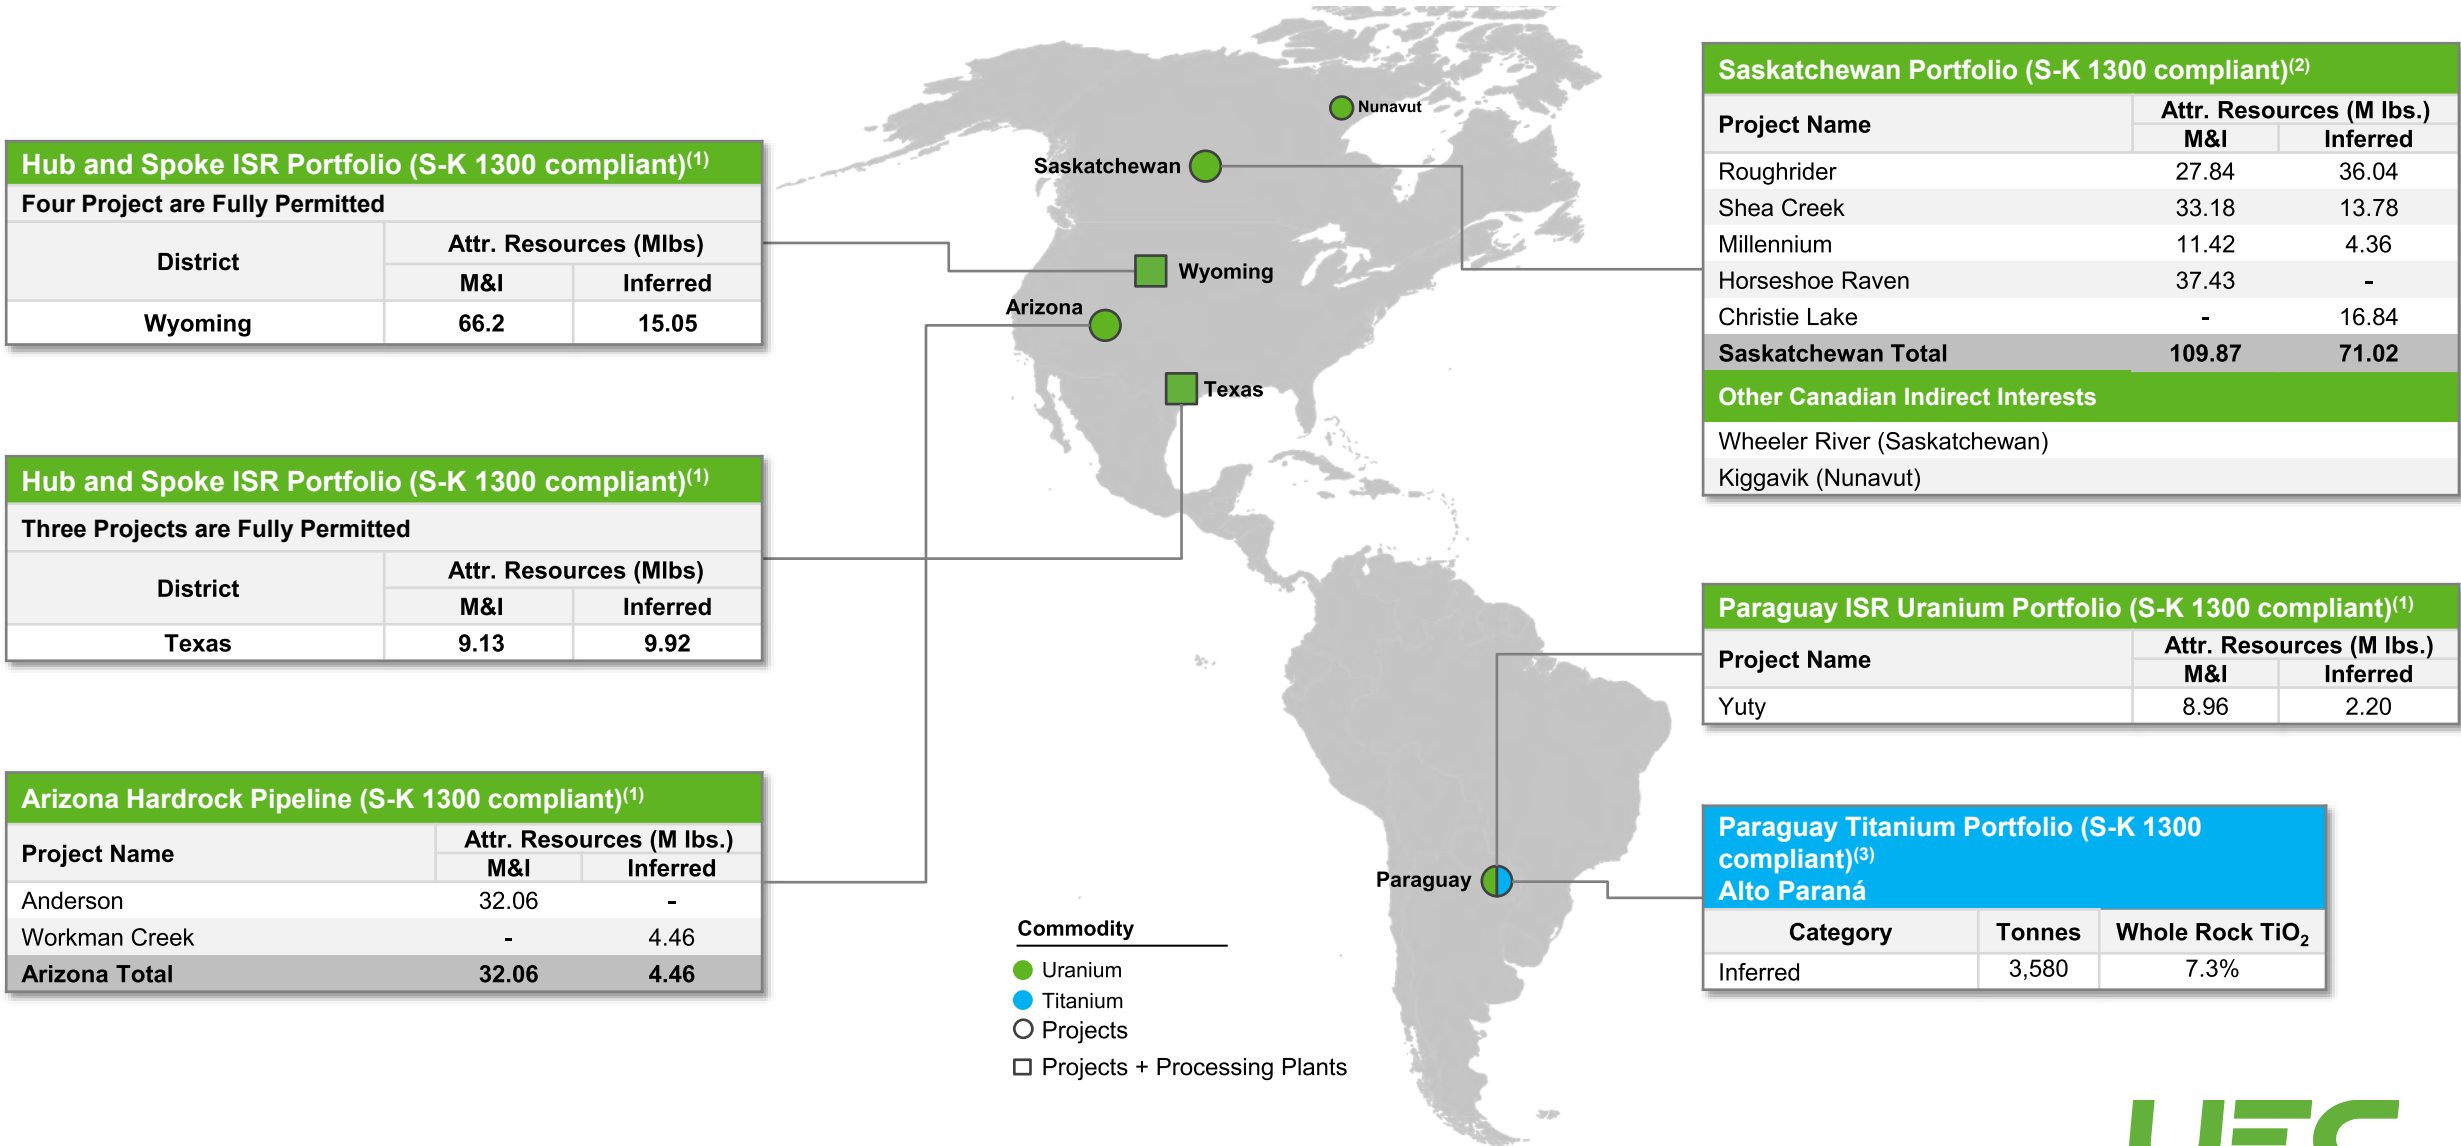 Hub and Spoke ISR Portfolio (S-K 1300 compliant)(1)
Four Project are Fully Permitted
District
Attr. Resources (Mlbs)
M&I Inferred
Wyoming 66.2 15.05
Hub and Spoke ISR Portfolio (S-K 1300 compliant)(1)
Three Projects are Fully Permitted
District
Attr. Resources (Mlbs)
M&I Inferred
Texas 9.13 9.92
Arizona Hardrock Pipeline (S-K 1300 compliant)(1)
Project Name
Attr. Resources (M lbs.)
M&I Inferred
Anderson 32.06 -
Workman Creek - 4.46
Arizona Total 32.06 4.46
Nunavut
Saskatchewan
Wyoming
Arizona
Texas
Paraguay
Commodity
Uranium
Titanium
Projects
Projects + Processing Plants
Saskatchewan Portfolio (S-K 1300 compliant)(2)
Project Name
Attr. Resources (M lbs.)
M&I Inferred
Roughrider 27.84 36.04
Shea Creek 33.18 13.78
Millennium 11.42 4.36
Horseshoe Raven 37.43 -
Christie Lake - 16.84
Saskatchewan Total 109.87 71.02
Other Canadian Indirect Interests
Wheeler River (Saskatchewan)
Kiggavik (Nunavut)
Paraguay ISR Uranium Portfolio (S-K 1300 compliant)(1)
Project Name
Attr. Resources (M lbs.)
M&I Inferred
Yuty 8.96 2.20
Paraguay Titanium Portfolio (S-K 1300
compliant)(3)
Alto Paraná
Category Tonnes Whole Rock TiO2
Inferred 3,580 7.3%